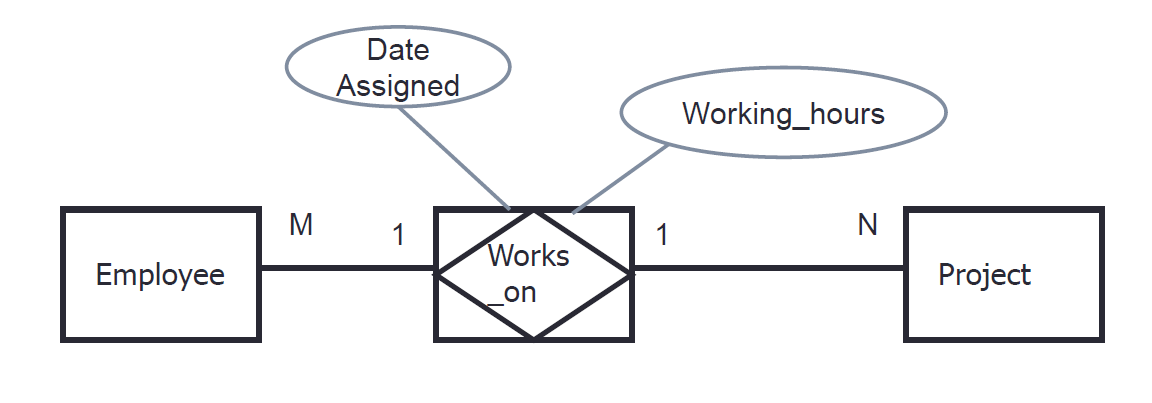 Date
Assigned
Working_hours
M
1
1
N
Employee
Works
_on
Project